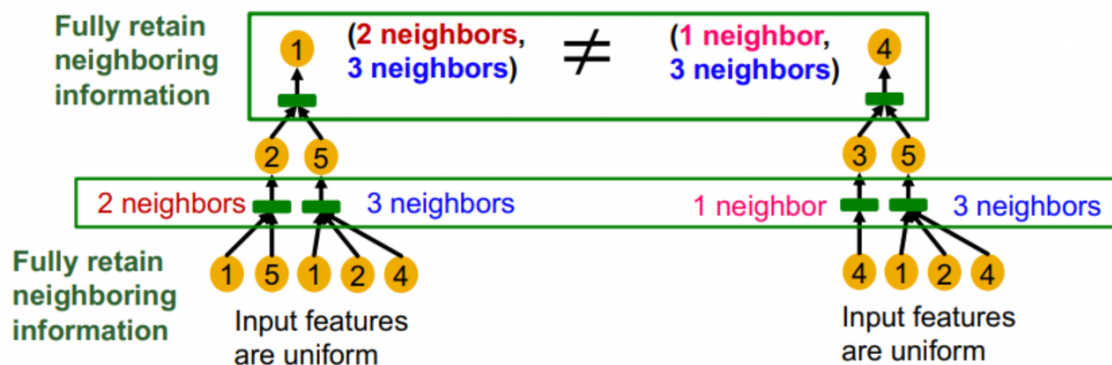 Fully retain
neighboring
information
1
(2 neighbors,
3 neighbors)
≠
(1 neighbor,
3 neighbors)
4
2
5
3
5
2 neighbors
3 neighbors
1 neighbor
3 neighbors
Fully retain
neighboring
information
1
5
1
2
4
4
1
2
4
Input features
are uniform
Input features
are uniform